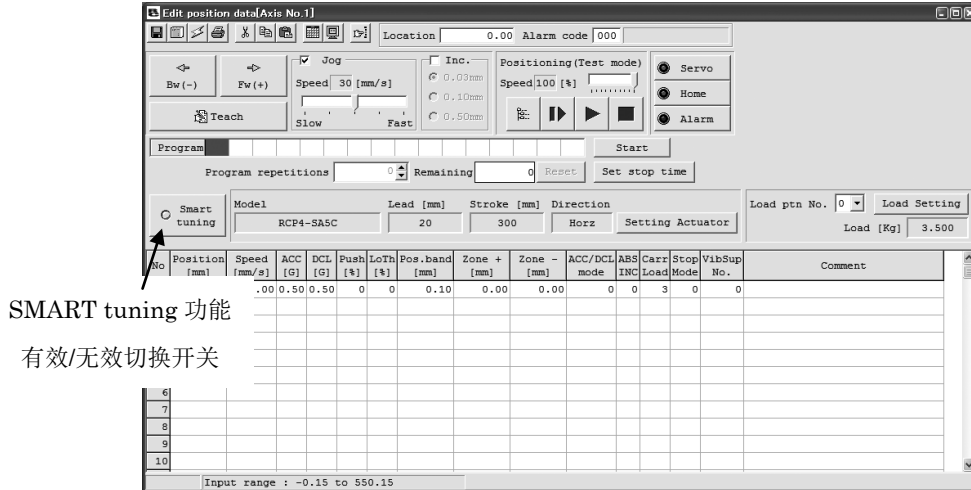 Edit position data[Axis No.1]
Location 0.00 Alarm code 000
Bw(-) Fw(+) Jog Inc. Positioning(Test mode) Servo
Speed 30 [mm/s] 0.03mm Speed 100 [%] Home
Teach Slow Fast 0.10mm 0.50mm Alarm
Program Start
Program repetitions 0 Remaining 0 Reset Set stop time
Smart tuning Model Lead [mm] Stroke [mm] Direction Load ptn No. 0 Load Setting
RCP4-SA5C 20 300 Horz Setting Actuator Load [Kg] 3.500
No Position [mm] Speed [mm/s] ACC [G] DCL [G] Push [%] LoTh [%] Pos.band [mm] Zone + [mm] Zone - [mm] ACC/DCL mode ABS INC Carr Load Stop Mode VibSup No. Comment
.00 0.50 0.50 0 0 0.10 0.00 0.00 0 0 3 0 0
SMART tuning 功能
有效/无效切换开关
6
7
8
9
10
Input range : -0.15 to 550.15